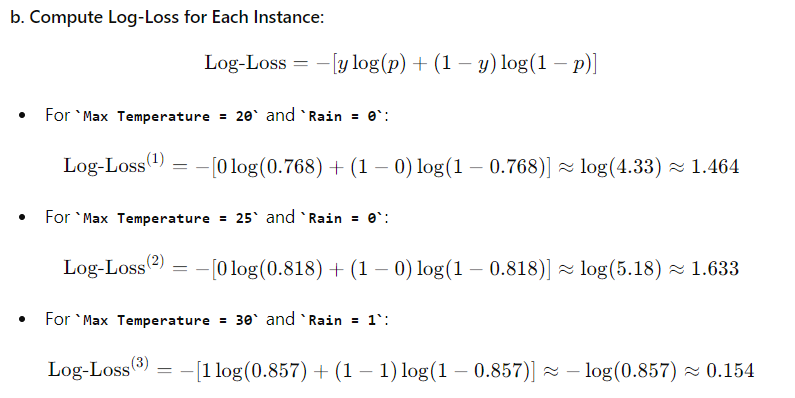 b. Compute Log-Loss for Each Instance:
Log-Loss = −[y log(p) + (1 − y) log(1 − p)]
• For `Max Temperature = 20` and `Rain = 0`:
Log-Loss⁽¹⁾ = −[0 log(0.768) + (1 − 0) log(1 − 0.768)] ≈ log(4.33) ≈ 1.464
• For `Max Temperature = 25` and `Rain = 0`:
Log-Loss⁽²⁾ = −[0 log(0.818) + (1 − 0) log(1 − 0.818)] ≈ log(5.18) ≈ 1.633
• For `Max Temperature = 30` and `Rain = 1`:
Log-Loss⁽³⁾ = −[1 log(0.857) + (1 − 1) log(1 − 0.857)] ≈ − log(0.857) ≈ 0.154